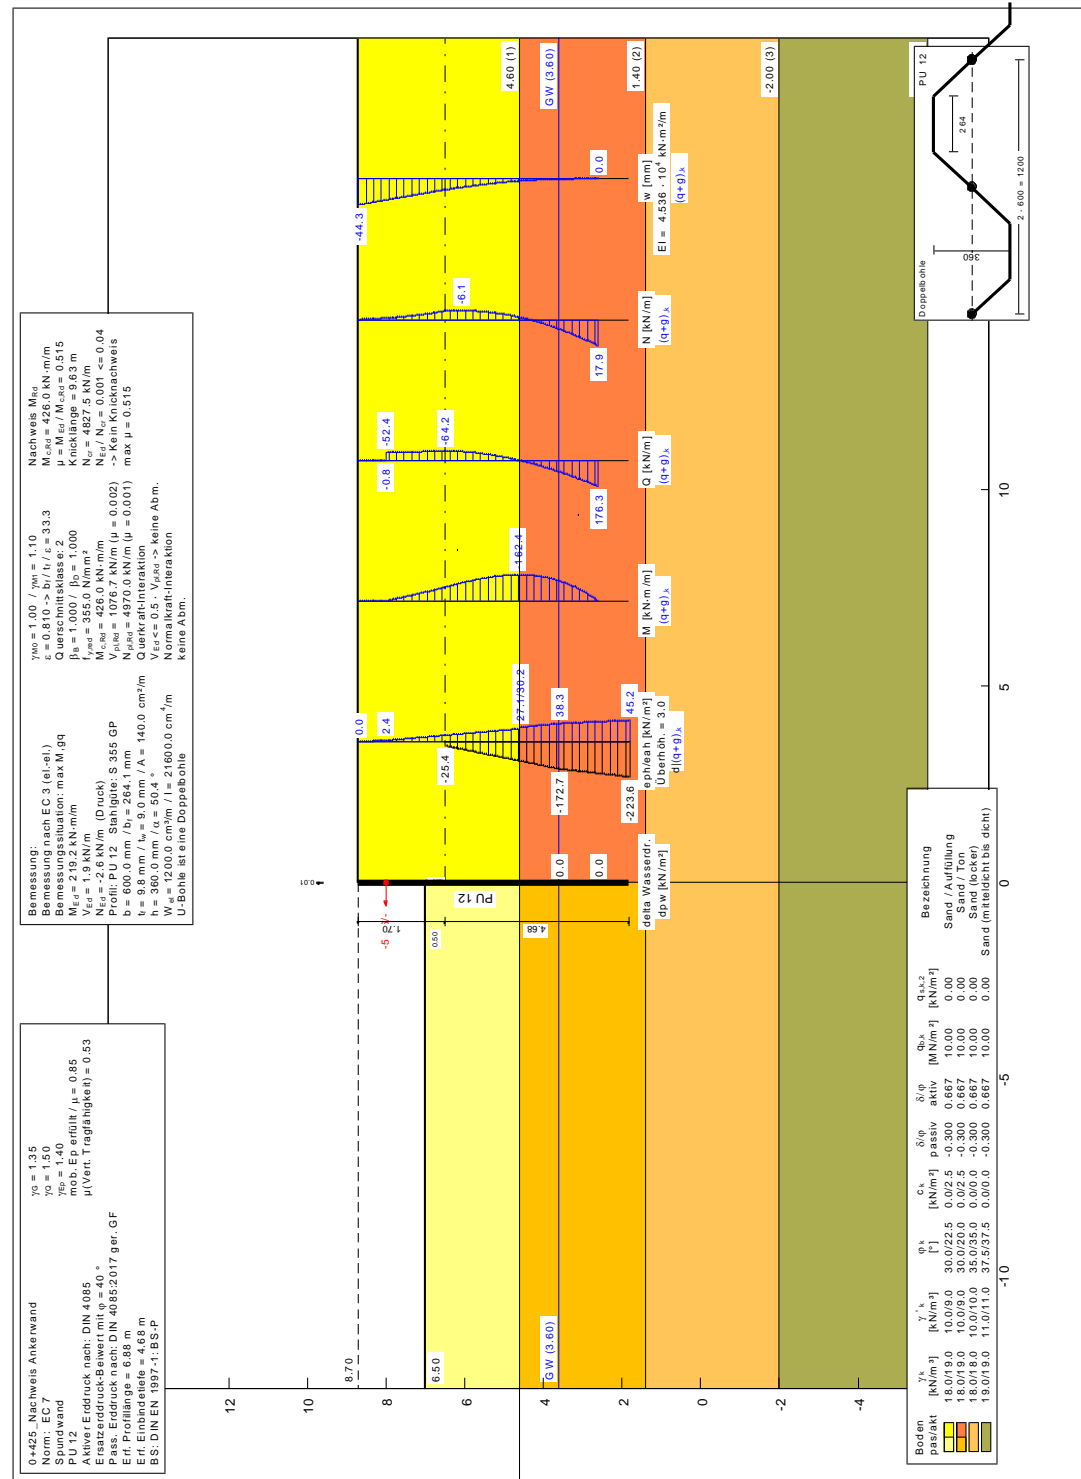 0+425_Nachweis Ankerwand
Norm: EC 7
Spundwand
PU 12
Aktiver Erddruck nach: DIN 4085
Ersatzerddruck-Beiwert mit φ = 40 °
Pass. Erddruck nach: DIN 4085:2017 ger. GF
Erf. Profillänge = 6.88 m
Erf. Einbindetiefe = 4.68 m
BS: DIN EN 1997-1: BS-P
γG = 1.35
γQ = 1.50
γEp = 1.40
mob. Ep erfüllt / μ = 0.85
μ(Vert. Tragfähigkeit) = 0.53
Bemessung:
Bemessung nach EC 3 (el.-el.)
Bemessungssituation: max M,gq
MEd = 219.2 kN·m/m
VEd = 1.9 kN/m
NEd = -2.6 kN/m (Druck)
Profil: PU 12 Stahlgüte: S 355 GP
b = 600.0 mm / bf = 264.1 mm
tf = 9.8 mm / tw = 9.0 mm / A = 140.0 cm²/m
h = 360.0 mm / α = 50.4 °
Wel = 1200.0 cm³/m / I = 21600.0 cm⁴/m
U-Bohle ist eine Doppelbohle
γM0 = 1.00 / γM1 = 1.10
ε = 0.810 -> bf / tf / ε = 33.3
Querschnittsklasse: 2
βB = 1.000 / βD = 1.000
fy,red = 355.0 N/mm²
Mc,Rd = 426.0 kN·m/m
Vpl,Rd = 1076.7 kN/m (μ = 0.002)
Npl,Rd = 4970.0 kN/m (μ = 0.001)
Querkraft-Interaktion
VEd <= 0.5 · Vpl,Rd -> keine Abm.
Normalkraft-Interaktion
keine Abm.
Nachweis MRd
Mc,Rd = 426.0 kN·m/m
μ = MEd / Mc,Rd = 0.515
Knicklänge = 9.63 m
Ncr = 4827.5 kN/m
NEd / Ncr = 0.001 <= 0.04
-> Kein Knicknachweis
max μ = 0.515
8.70
6.50
GW (3.60)
12
10
8
6
4
2
0
-2
-4
-10
-5
0
5
10
0.01
1.70
0.50
4.68
PU 12
delta Wasserdr.
dpw [kN/m²]
0.0
0.0
0.0
2.4
27.1/30.2
38.3
45.2
-25.4
-172.7
-223.6
eph/eah [kN/m²]
Überhöh. = 3.0
d|(q+g),k
162.4
M [kN·m/m]
(q+g),k
-0.8
-52.4
-64.2
176.3
Q [kN/m]
(q+g),k
-6.1
17.9
N [kN/m]
(q+g),k
-44.3
0.0
w [mm]
EI = 4.536 · 10⁴ kN·m²/m
(q+g),k
4.60 (1)
GW (3.60)
1.40 (2)
-2.00 (3)
Doppelbohle
PU 12
360
264
2 · 600 = 1200
Boden pas/akt
γk [kN/m³]
γ'k [kN/m³]
φk [°]
ck [kN/m²]
δ/φ passiv
δ/φ aktiv
qb,k [MN/m²]
qs,k,2 [kN/m²]
Bezeichnung
18.0/19.0 10.0/9.0 30.0/22.5 0.0/2.5 -0.300 0.667 10.00 0.00 Sand / Auffüllung
18.0/19.0 10.0/9.0 30.0/20.0 0.0/2.5 -0.300 0.667 10.00 0.00 Sand / Ton
18.0/18.0 10.0/10.0 35.0/35.0 0.0/0.0 -0.300 0.667 10.00 0.00 Sand (locker)
19.0/19.0 11.0/11.0 37.5/37.5 0.0/0.0 -0.300 0.667 10.00 0.00 Sand (mitteldicht bis dicht)